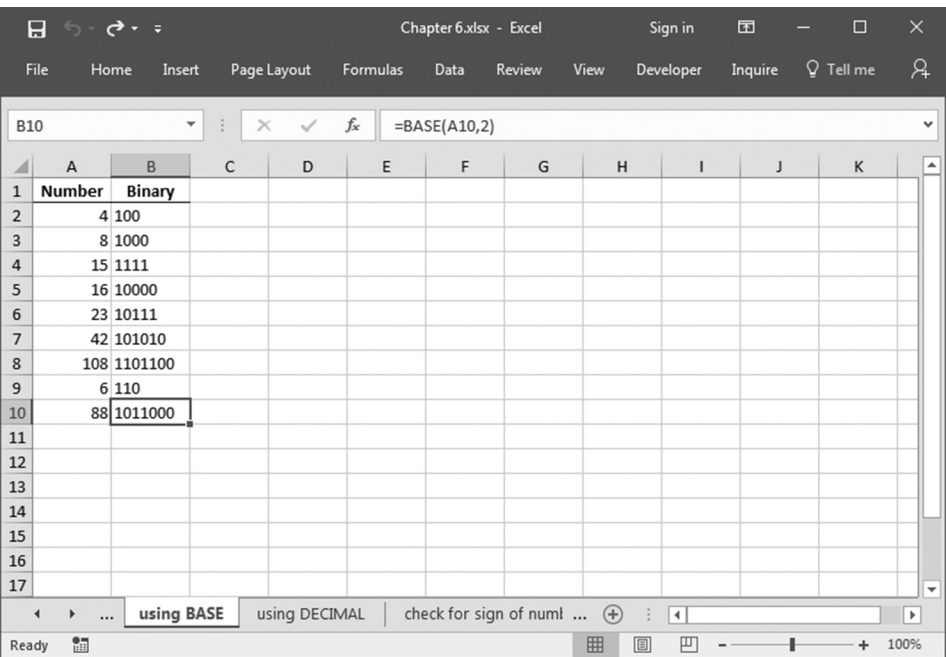 Chapter 6.xlsx - Excel Sign in
File Home Insert Page Layout Formulas Data Review View Developer Inquire Tell me
B10 fx =BASE(A10,2)
A B C D E F G H I J K
1 Number Binary
2 4 100
3 8 1000
4 15 1111
5 16 10000
6 23 10111
7 42 101010
8 108 1101100
9 6 110
10 88 1011000
11
12
13
14
15
16
17
... using BASE using DECIMAL check for sign of numb ...
Ready 100%